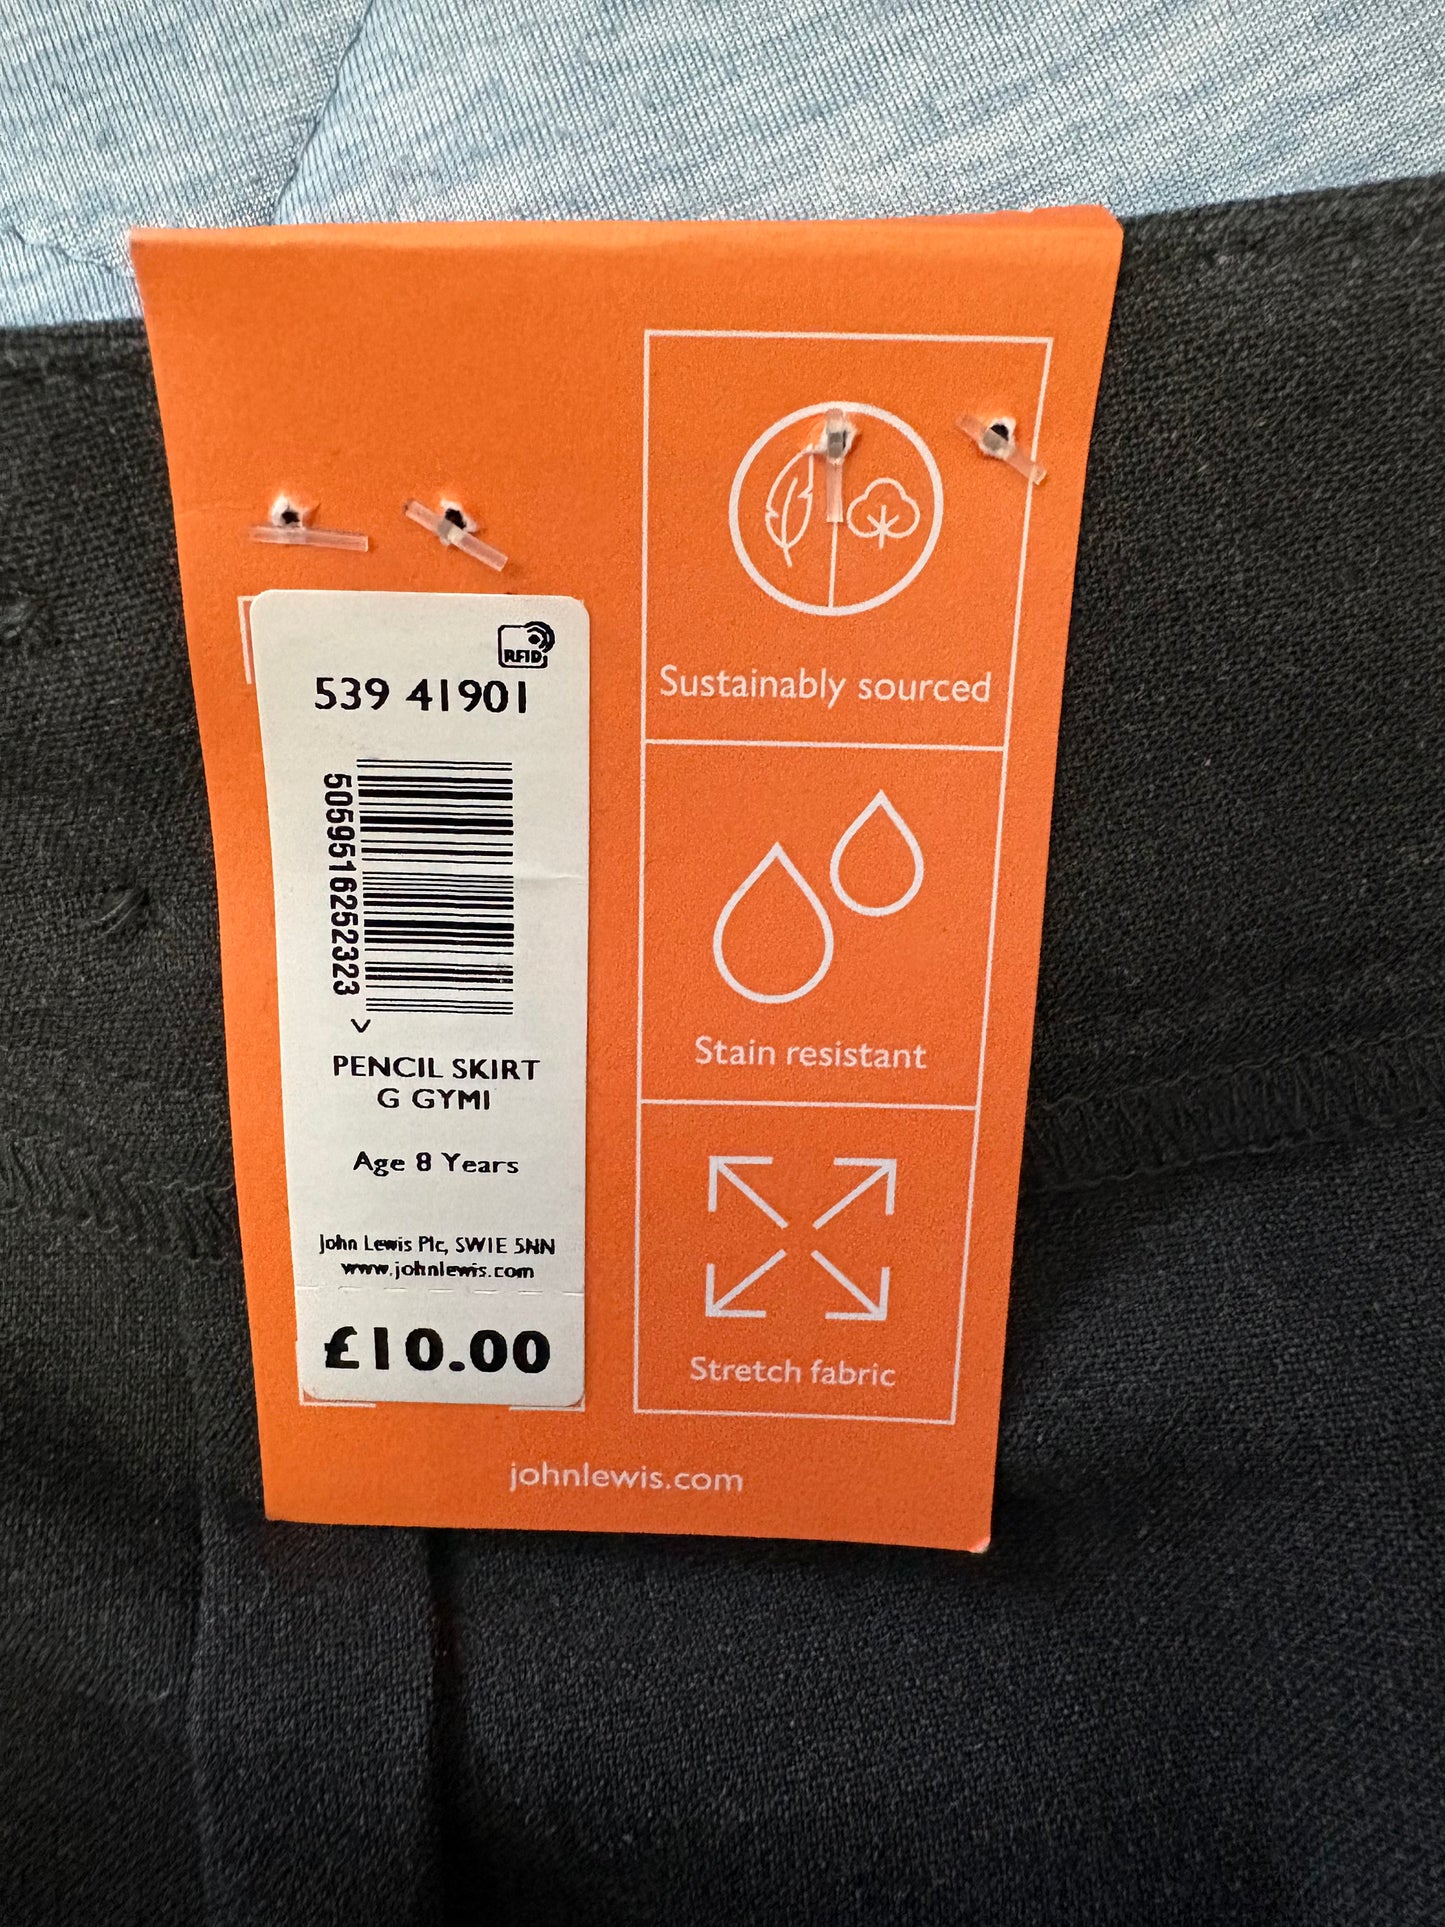 RFID
539 41901
5059516252323
>
PENCIL SKIRT
G GYMI
Age 8 Years
John Lewis Plc, SW1E 5NN
www.johnlewis.com
£10.00
Sustainably sourced
Stain resistant
Stretch fabric
johnlewis.com